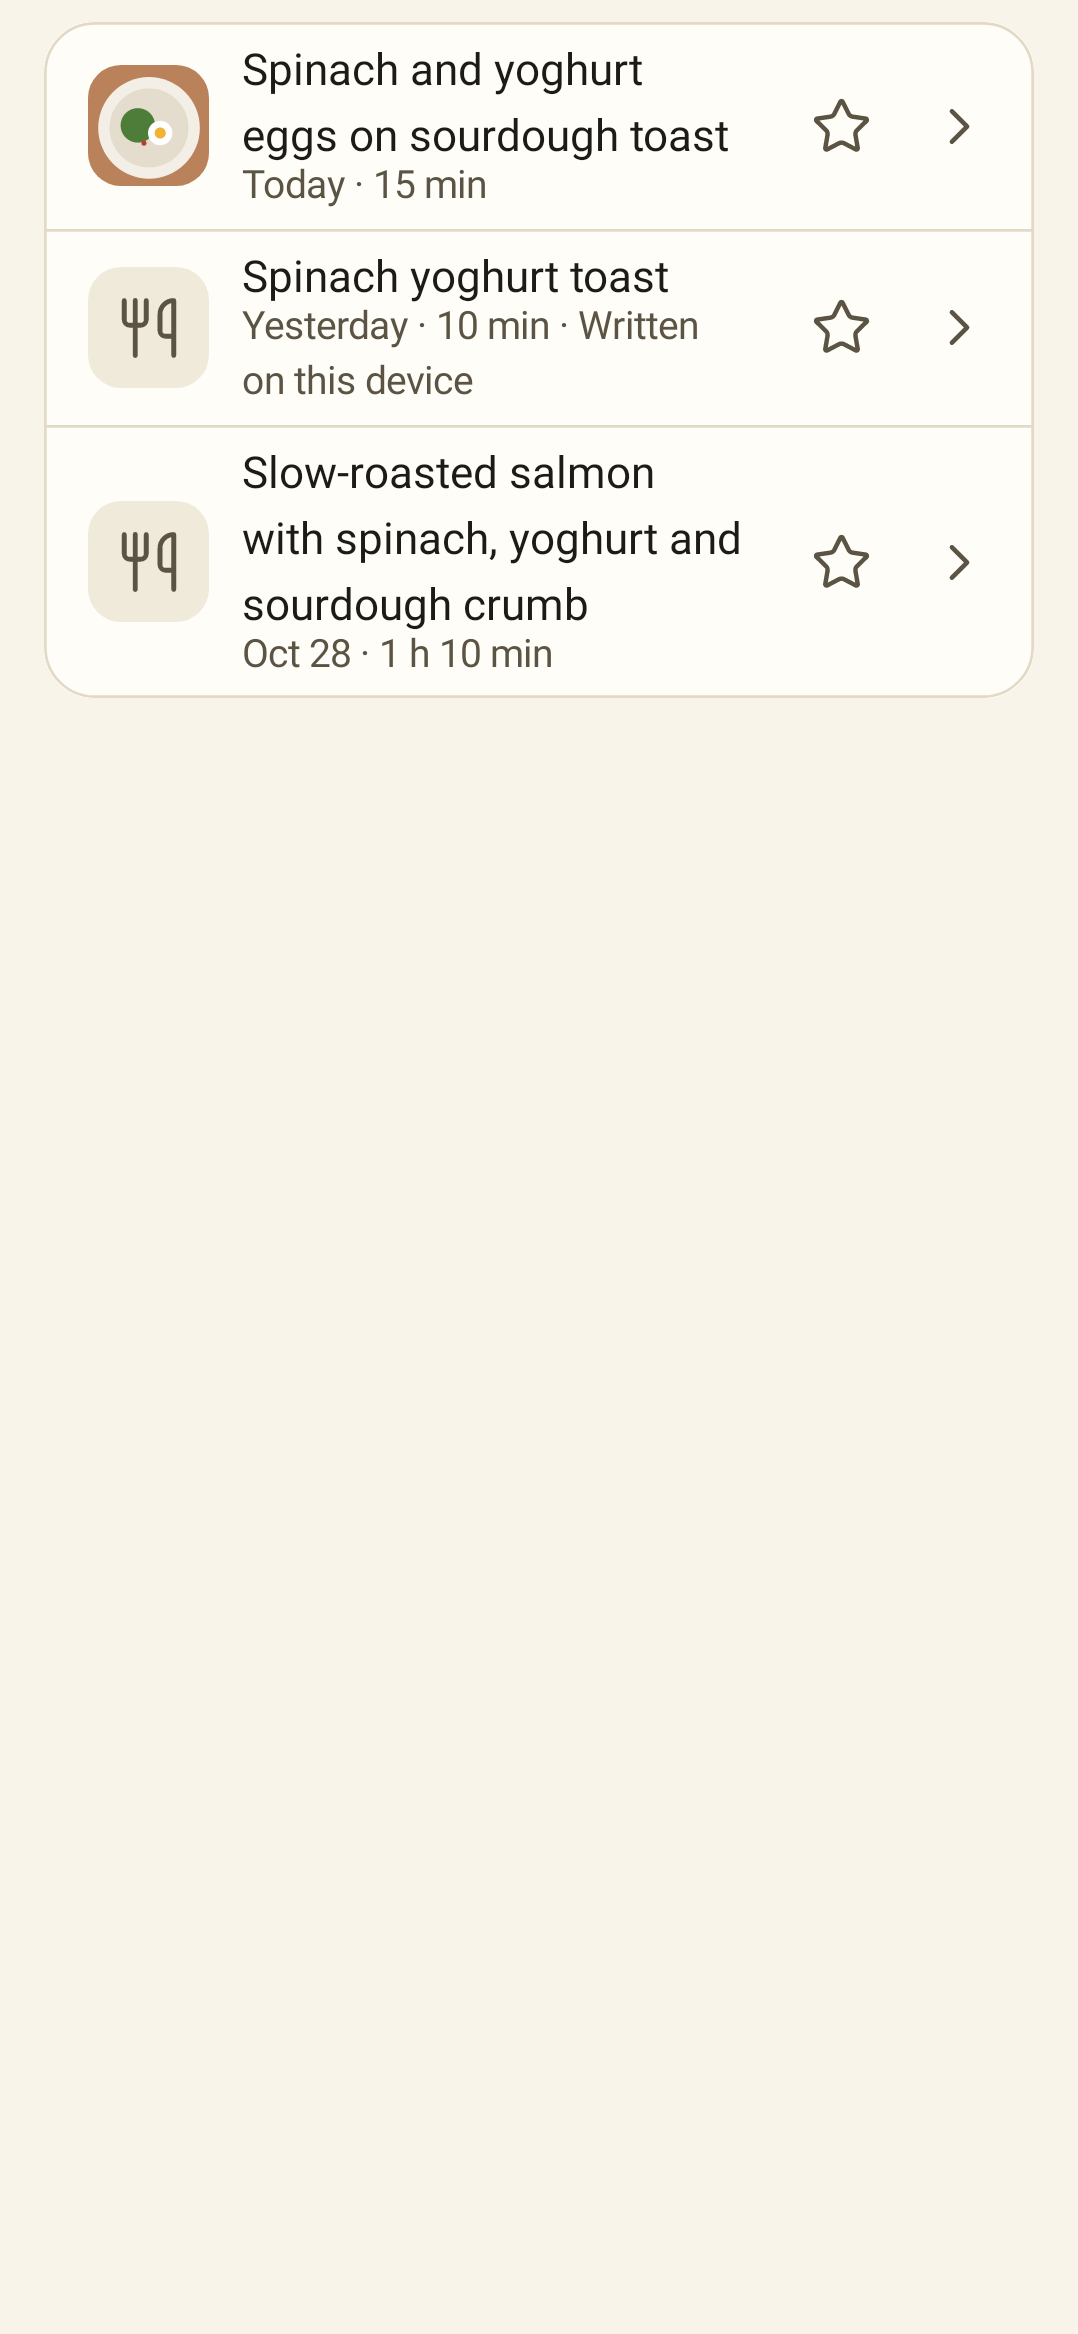 Spinach and yoghurt
eggs on sourdough toast
Today · 15 min
Spinach yoghurt toast
Yesterday · 10 min · Written
on this device
Slow-roasted salmon
with spinach, yoghurt and
sourdough crumb
Oct 28 · 1 h 10 min